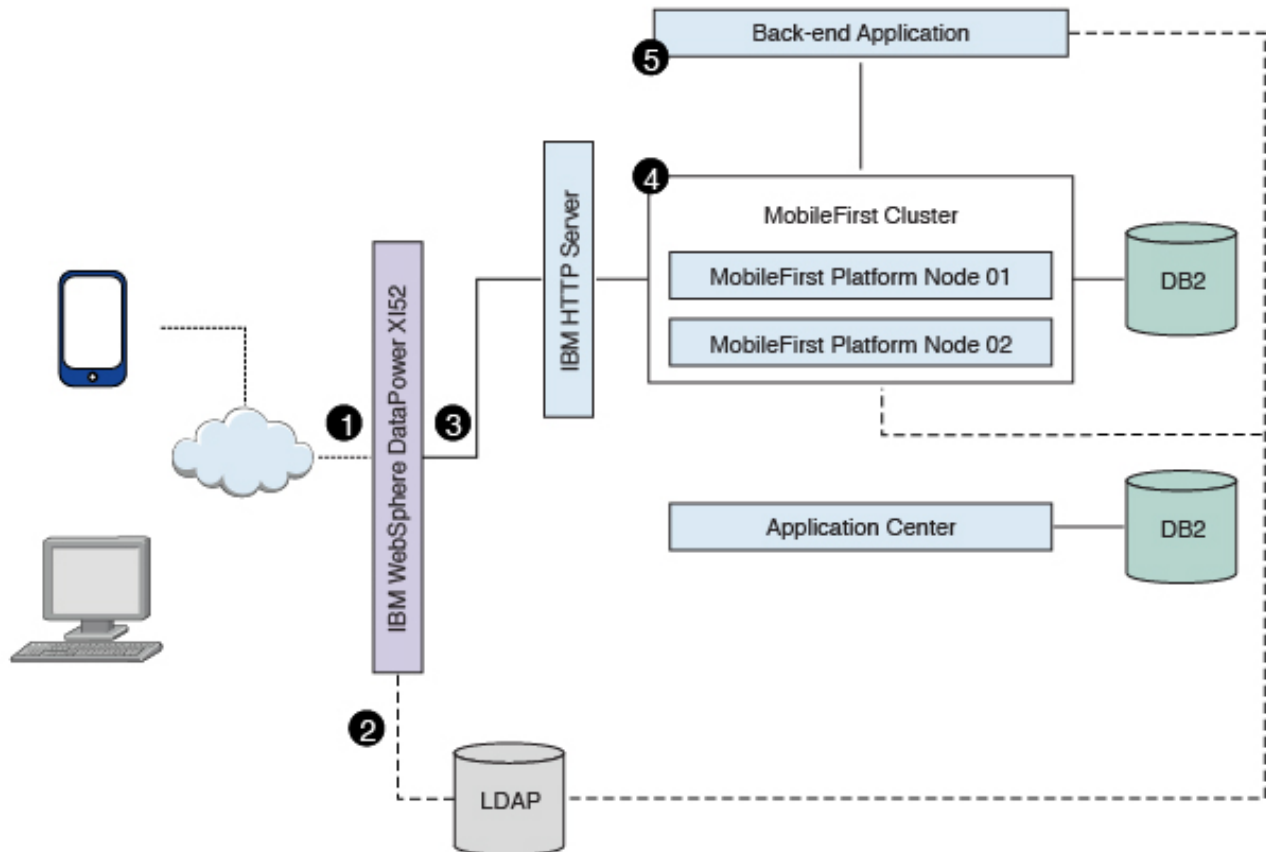 Back-end Application
5
4
MobileFirst Cluster
IBM HTTP Server
MobileFirst Platform Node 01
DB2
MobileFirst Platform Node 02
IBM WebSphere DataPower XI52
1
3
Application Center
DB2
2
LDAP